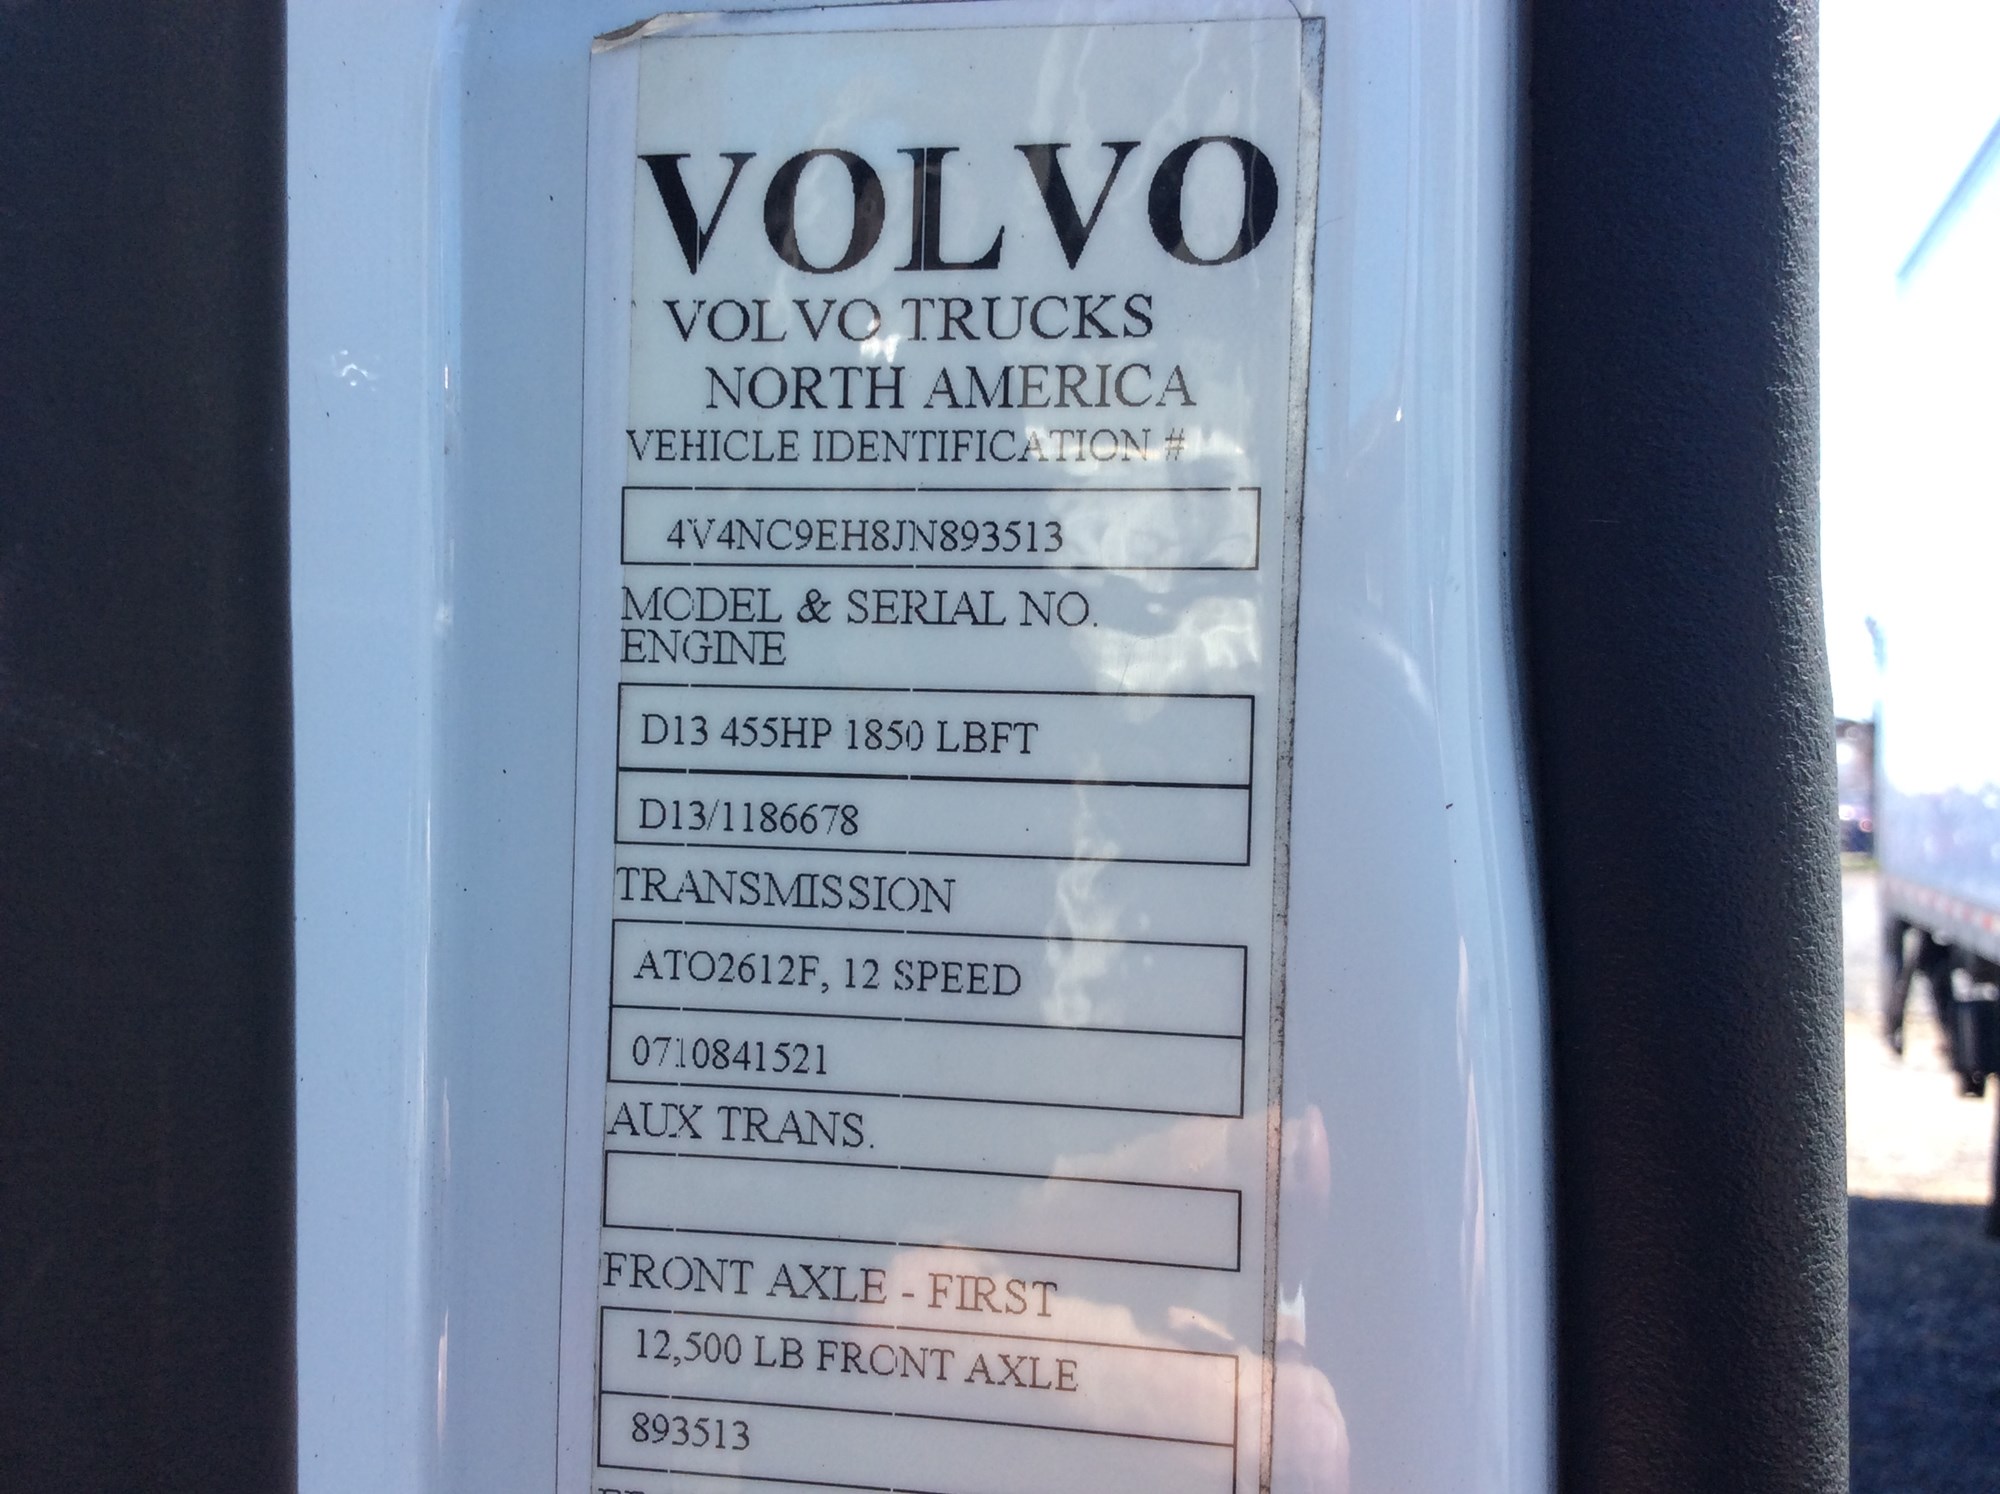 VOLVO
VOLVO TRUCKS
NORTH AMERICA
VEHICLE IDENTIFICATION #
4V4NC9EH8JN893513
MODEL & SERIAL NO.
ENGINE
D13 455HP 1850 LBFT
D13/1186678
TRANSMISSION
ATO2612F, 12 SPEED
0710841521
AUX TRANS.
FRONT AXLE - FIRST
12,500 LB FRONT AXLE
893513